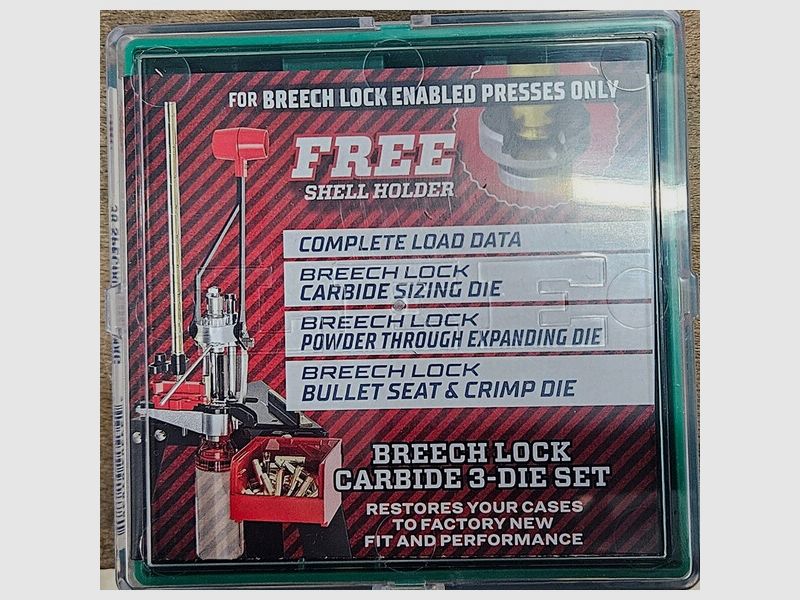 FOR BREECH LOCK ENABLED PRESSES ONLY
FREE
SHELL HOLDER
COMPLETE LOAD DATA
BREECH LOCK
CARBIDE SIZING DIE
BREECH LOCK
POWDER THROUGH EXPANDING DIE
BREECH LOCK
BULLET SEAT & CRIMP DIE
BREECH LOCK
CARBIDE 3-DIE SET
RESTORES YOUR CASES
TO FACTORY NEW
FIT AND PERFORMANCE
LEE